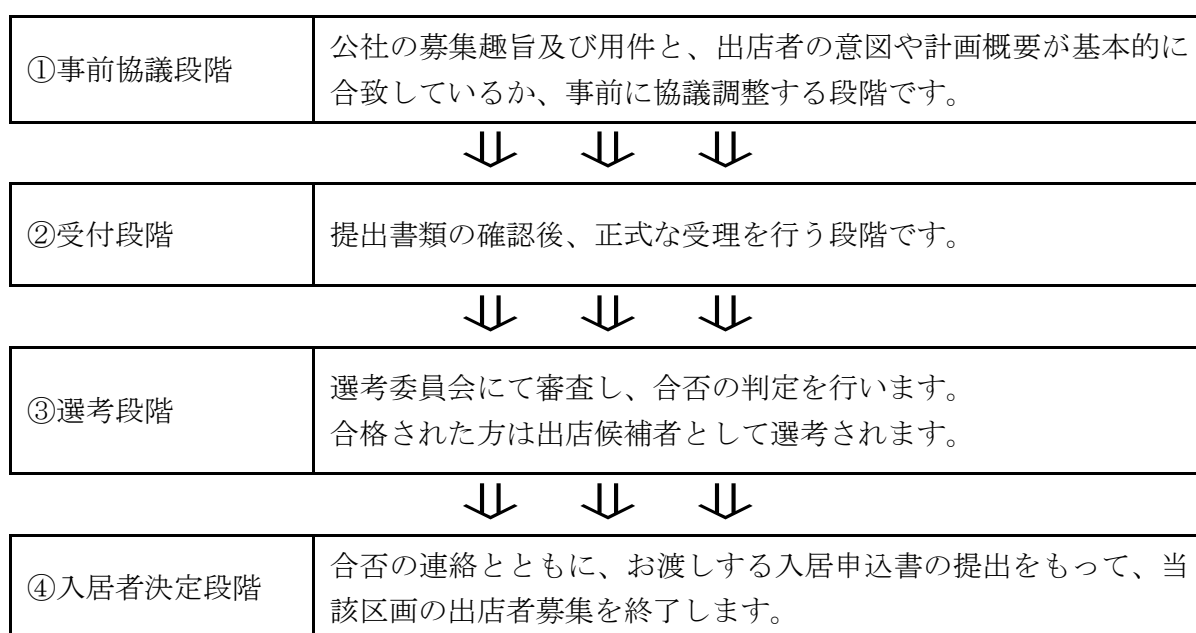 ①事前協議段階
公社の募集趣旨及び用件と、出店者の意図や計画概要が基本的に
合致しているか、事前に協議調整する段階です。
②受付段階
提出書類の確認後、正式な受理を行う段階です。
③選考段階
選考委員会にて審査し、合否の判定を行います。
合格された方は出店候補者として選考されます。
④入居者決定段階
合否の連絡とともに、お渡しする入居申込書の提出をもって、当
該区画の出店者募集を終了します。